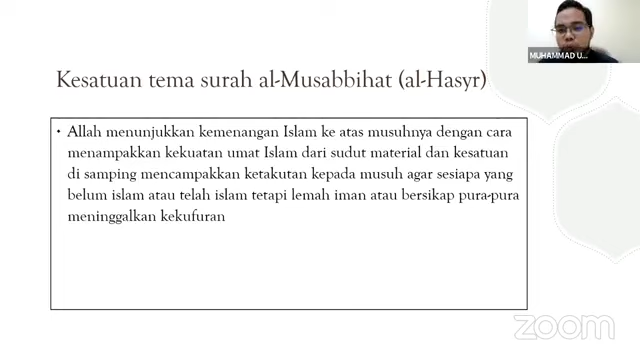 MUHAMMAD U...
Kesatuan tema surah al-Musabbihat (al-Hasyr)
• Allah menunjukkan kemenangan Islam ke atas musuhnya dengan cara
menampakkan kekuatan umat Islam dari sudut material dan kesatuan
di samping mencampakkan ketakutan kepada musuh agar sesiapa yang
belum islam atau telah islam tetapi lemah iman atau bersikap pura-pura
meninggalkan kekufuran
zoom